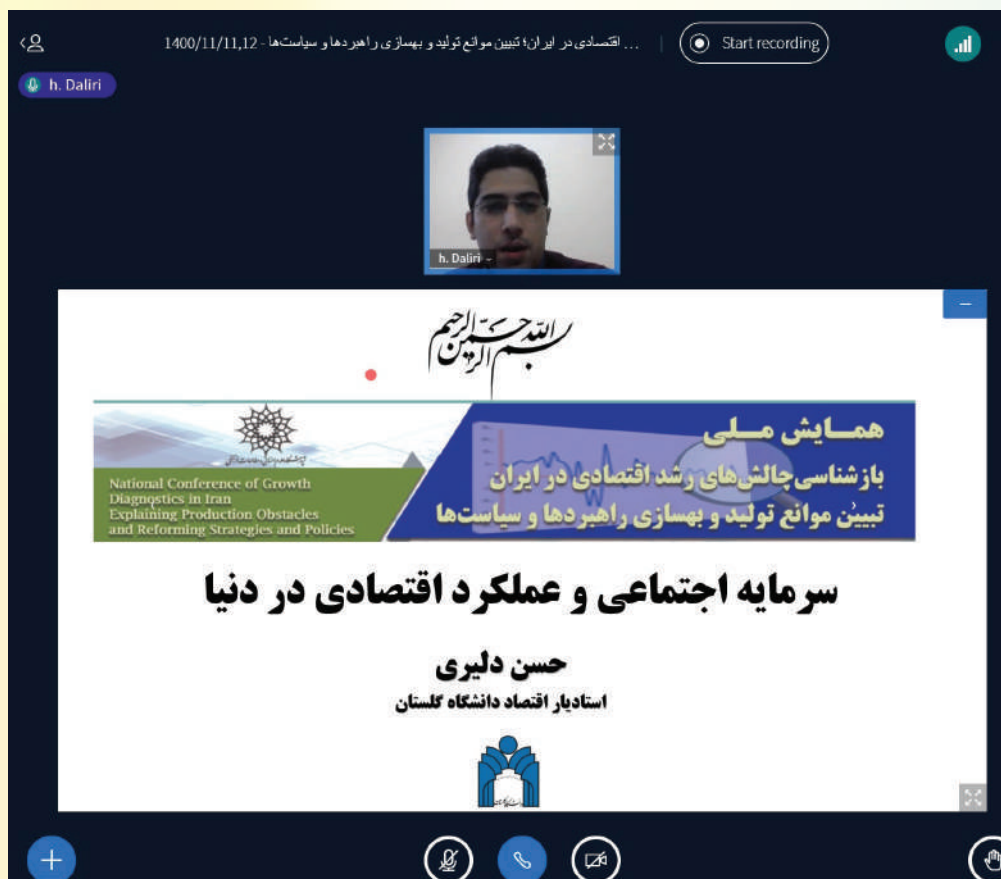 ... اقتصادی در ایران؛ تبیین موانع تولید و بهسازی راهبردها و سیاست‌ها - 1400/11/11,12
Start recording
h. Daliri
h. Daliri
بسم الله الرحمن الرحیم
همــایش مــلی
بازشناسی چالش‌های رشد اقتصادی در ایران
تبیین موانع تولید و بهسازی راهبردها و سیاست‌ها
National Conference of Growth
Diagnostics in Iran
Explaining Production Obstacles
and Reforming Strategies and Policies
سرمایه اجتماعی و عملکرد اقتصادی در دنیا
حسن دلیری
استادیار اقتصاد دانشگاه گلستان